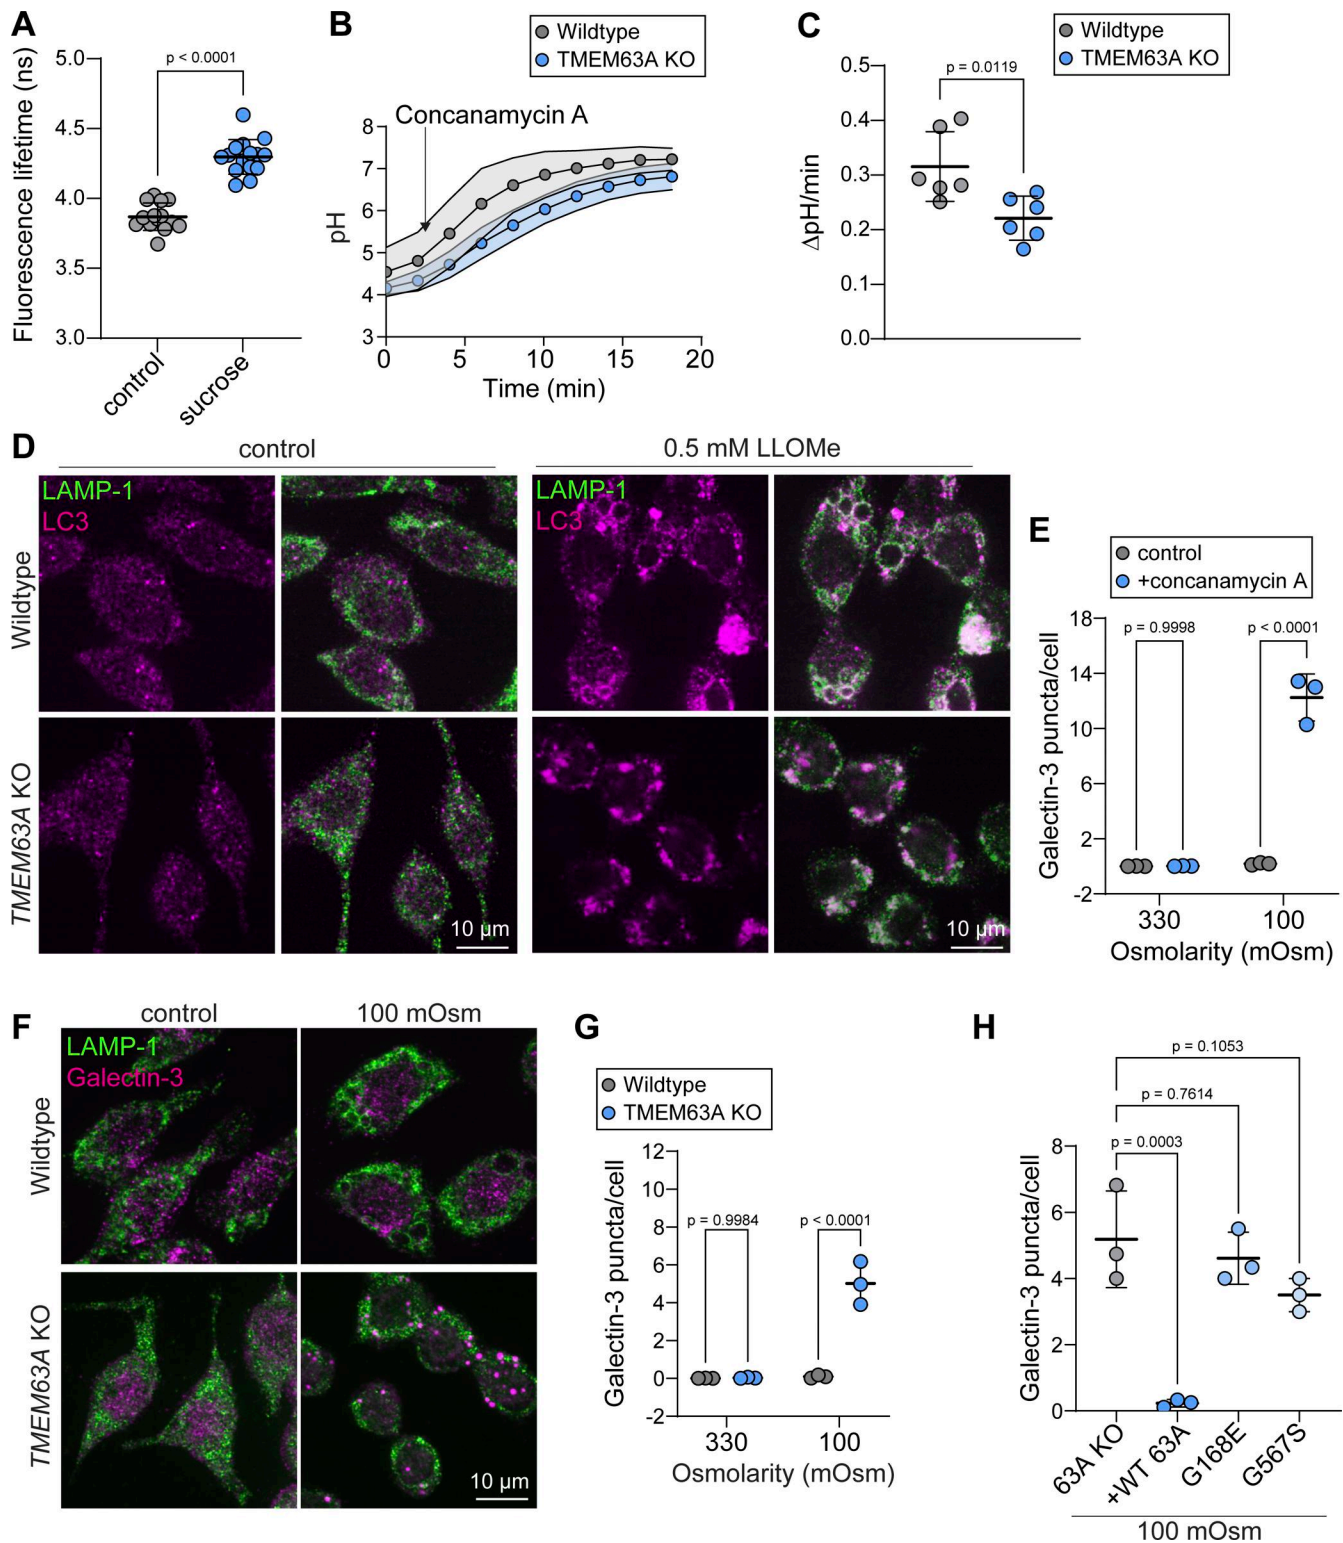 A
Fluorescence lifetime (ns)
5.0
4.5
4.0
3.5
3.0
p < 0.0001
control
sucrose
B
Wildtype
TMEM63A KO
Concanamycin A
pH
8
7
6
5
4
3
0 5 10 15 20
Time (min)
C
Wildtype
TMEM63A KO
ΔpH/min
0.5
0.4
0.3
0.2
0.1
0.0
p = 0.0119
D
control
0.5 mM LLOMe
LAMP-1
LC3
LAMP-1
LC3
Wildtype
TMEM63A KO
10 µm
10 µm
E
control
+concanamycin A
Galectin-3 puncta/cell
18
14
10
6
2
-2
p = 0.9998
p < 0.0001
330 100
Osmolarity (mOsm)
F
control
100 mOsm
LAMP-1
Galectin-3
Wildtype
TMEM63A KO
10 µm
G
Wildtype
TMEM63A KO
Galectin-3 puncta/cell
12
10
8
6
4
2
0
-2
p = 0.9984
p < 0.0001
330 100
Osmolarity (mOsm)
H
p = 0.1053
p = 0.7614
p = 0.0003
Galectin-3 puncta/cell
8
6
4
2
0
63A KO
+WT 63A
G168E
G567S
100 mOsm